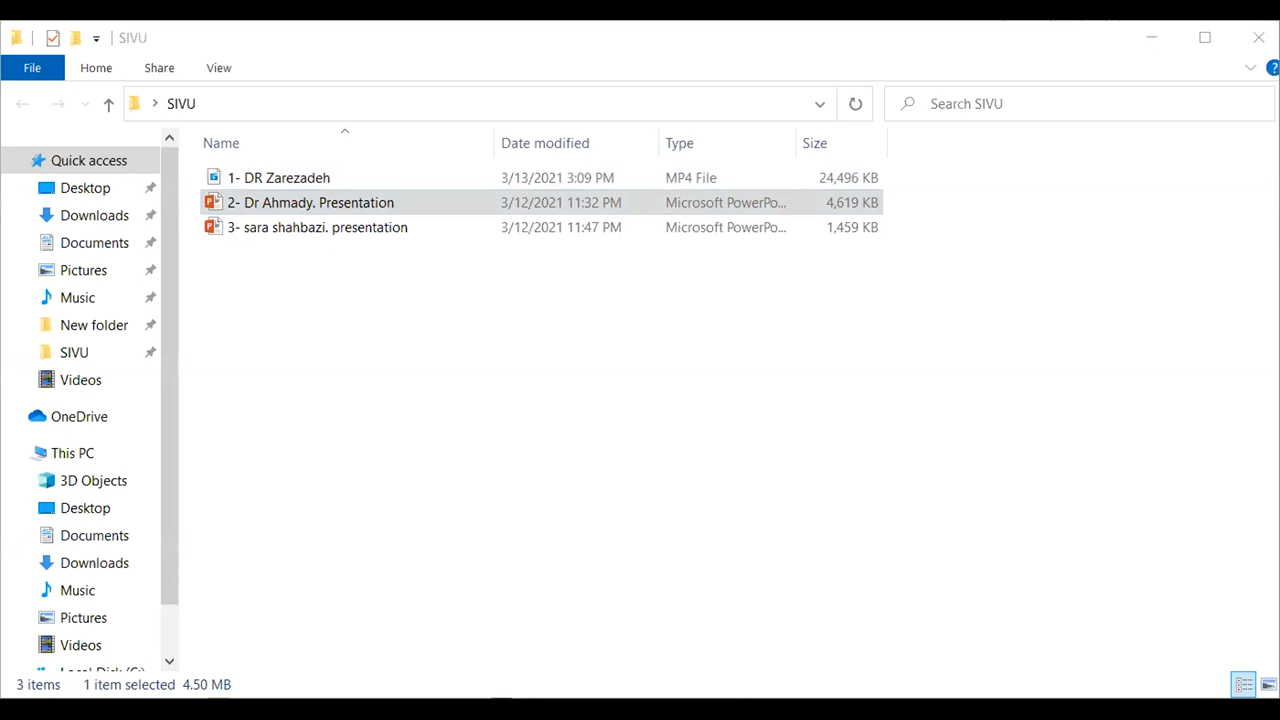 SIVU
File Home Share View
SIVU Search SIVU
Name Date modified Type Size
1- DR Zarezadeh 3/13/2021 3:09 PM MP4 File 24,496 KB
2- Dr Ahmady. Presentation 3/12/2021 11:32 PM Microsoft PowerPo... 4,619 KB
3- sara shahbazi. presentation 3/12/2021 11:47 PM Microsoft PowerPo... 1,459 KB
Quick access
Desktop
Downloads
Documents
Pictures
Music
New folder
SIVU
Videos
OneDrive
This PC
3D Objects
Desktop
Documents
Downloads
Music
Pictures
Videos
Local Disk (C:)
3 items 1 item selected 4.50 MB